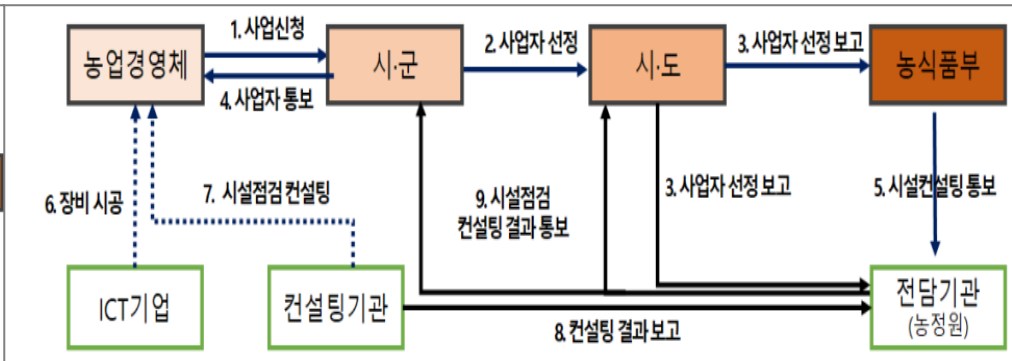 1. 사업신청
농업경영체
시·군
2. 사업자 선정
시·도
3. 사업자 선정 보고
농식품부
4. 사업자 통보
6. 장비 시공
7. 시설점검 컨설팅
9. 시설점검
컨설팅 결과 통보
3. 사업자 선정 보고
5. 시설컨설팅 통보
ICT기업
컨설팅기관
8. 컨설팅 결과 보고
전담기관
(농정원)